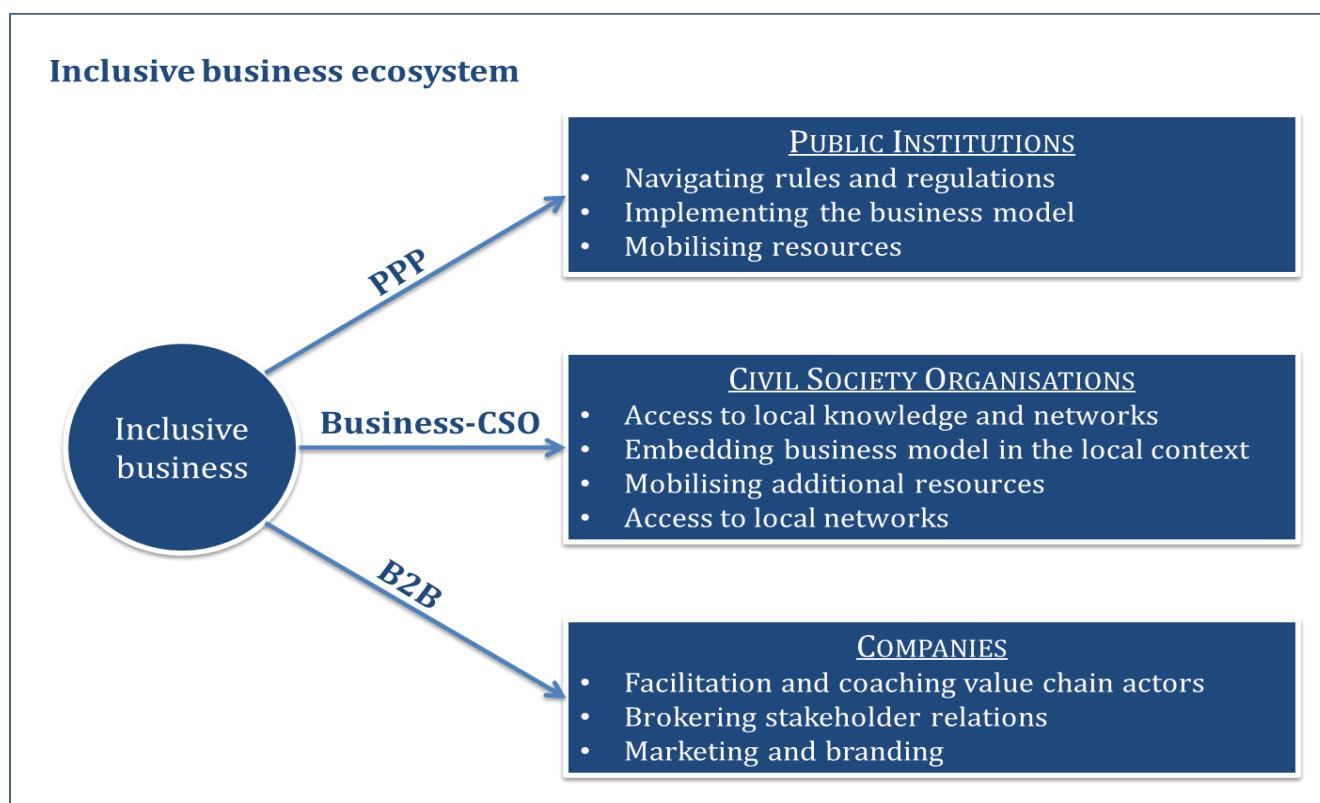 Inclusive business ecosystem
PUBLIC INSTITUTIONS
• Navigating rules and regulations
• Implementing the business model
• Mobilising resources
PPP
CIVIL SOCIETY ORGANISATIONS
• Access to local knowledge and networks
• Embedding business model in the local context
• Mobilising additional resources
• Access to local networks
Business-CSO
Inclusive
business
B2B
COMPANIES
• Facilitation and coaching value chain actors
• Brokering stakeholder relations
• Marketing and branding